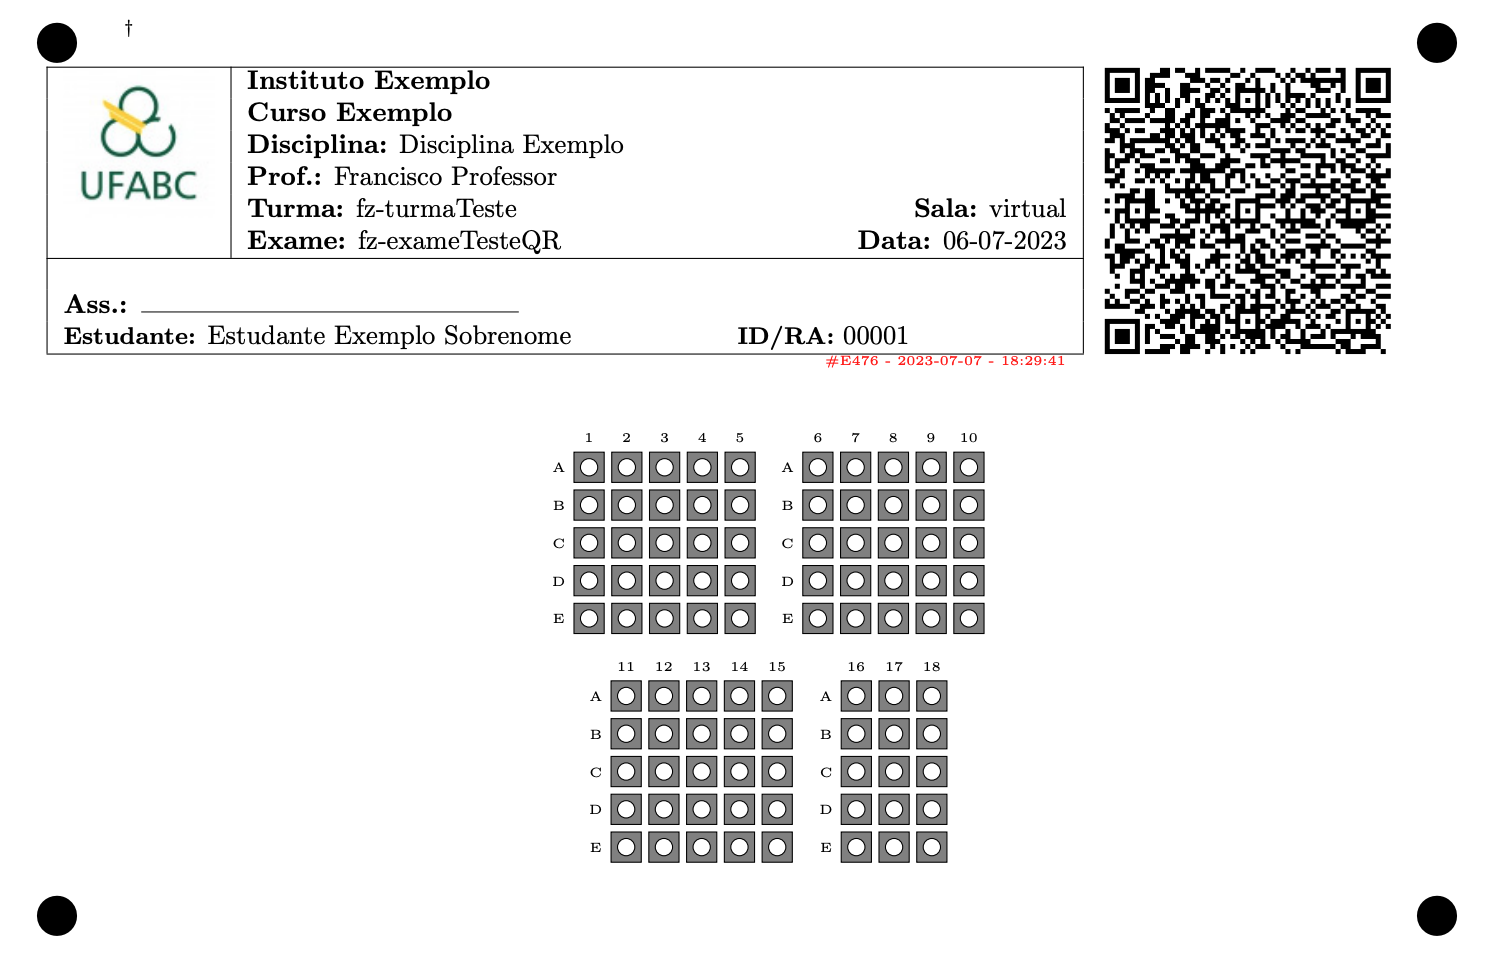 †
UFABC
Instituto Exemplo
Curso Exemplo
Disciplina: Disciplina Exemplo
Prof.: Francisco Professor
Turma: fz-turmaTeste Sala: virtual
Exame: fz-exameTesteQR Data: 06-07-2023
Ass.:
Estudante: Estudante Exemplo Sobrenome ID/RA: 00001
#E476 - 2023-07-07 - 18:29:41
1 2 3 4 5 6 7 8 9 10
A A
B B
C C
D D
E E
11 12 13 14 15 16 17 18
A A
B B
C C
D D
E E